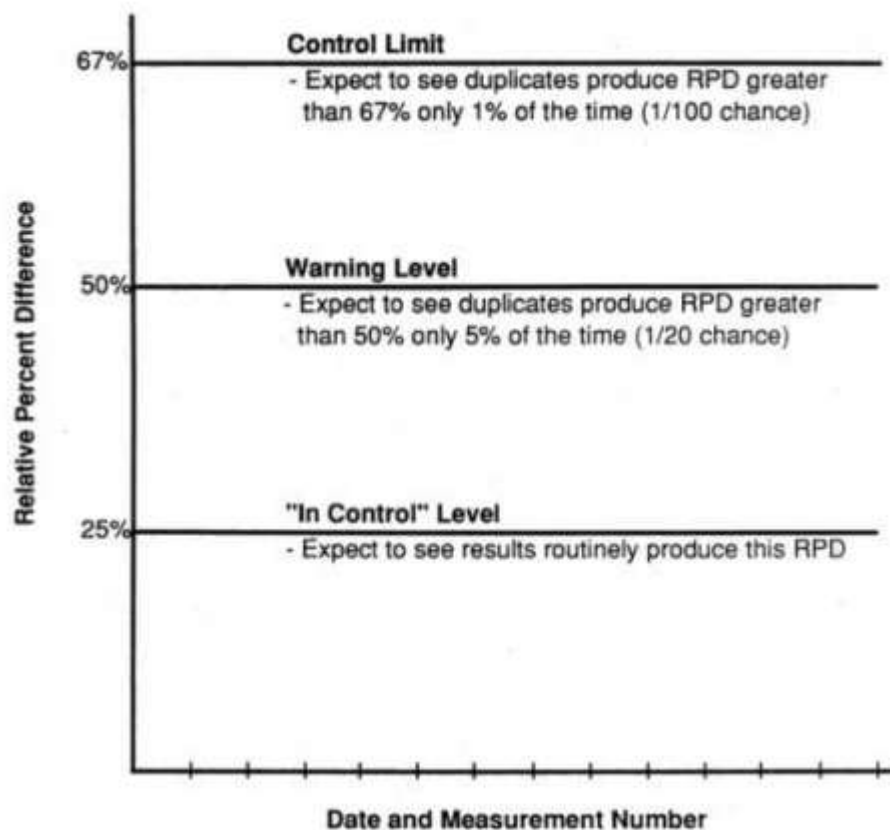 Relative Percent Difference
67%
Control Limit
- Expect to see duplicates produce RPD greater
than 67% only 1% of the time (1/100 chance)
50%
Warning Level
- Expect to see duplicates produce RPD greater
than 50% only 5% of the time (1/20 chance)
25%
"In Control" Level
- Expect to see results routinely produce this RPD
Date and Measurement Number